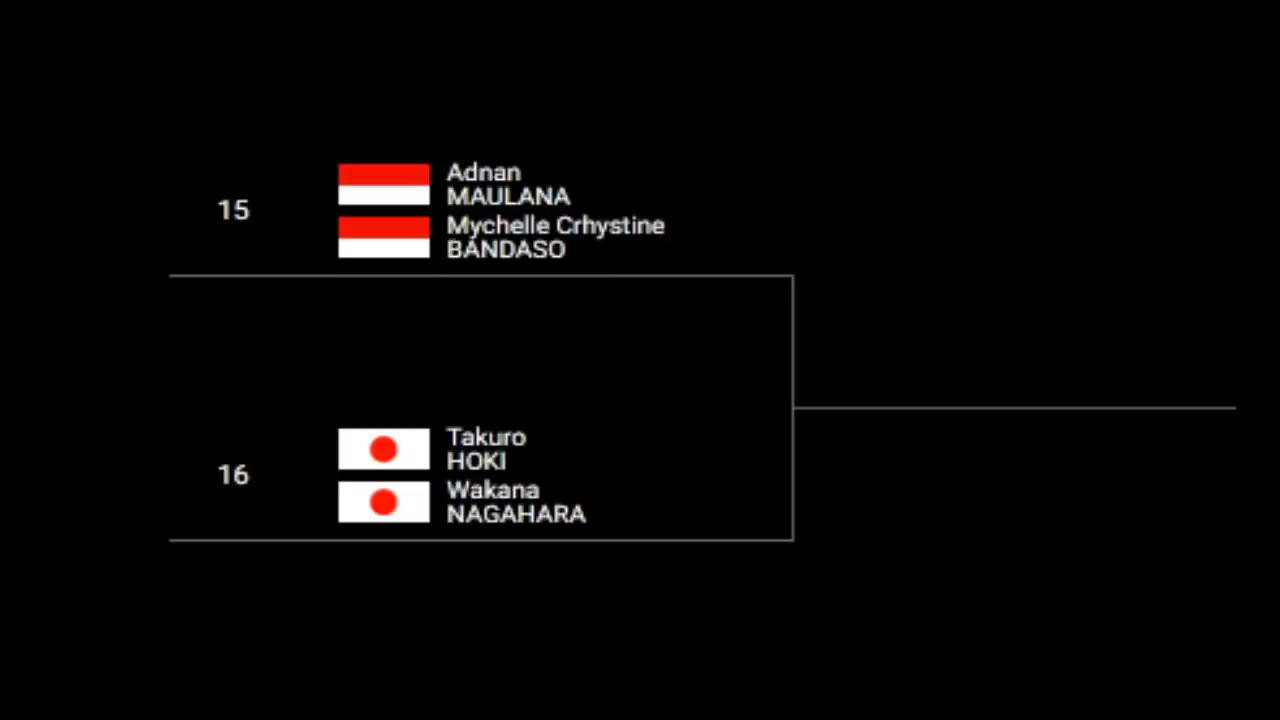 15
Adnan
MAULANA
Mychelle Crhystine
BANDASO
16
Takuro
HOKI
Wakana
NAGAHARA